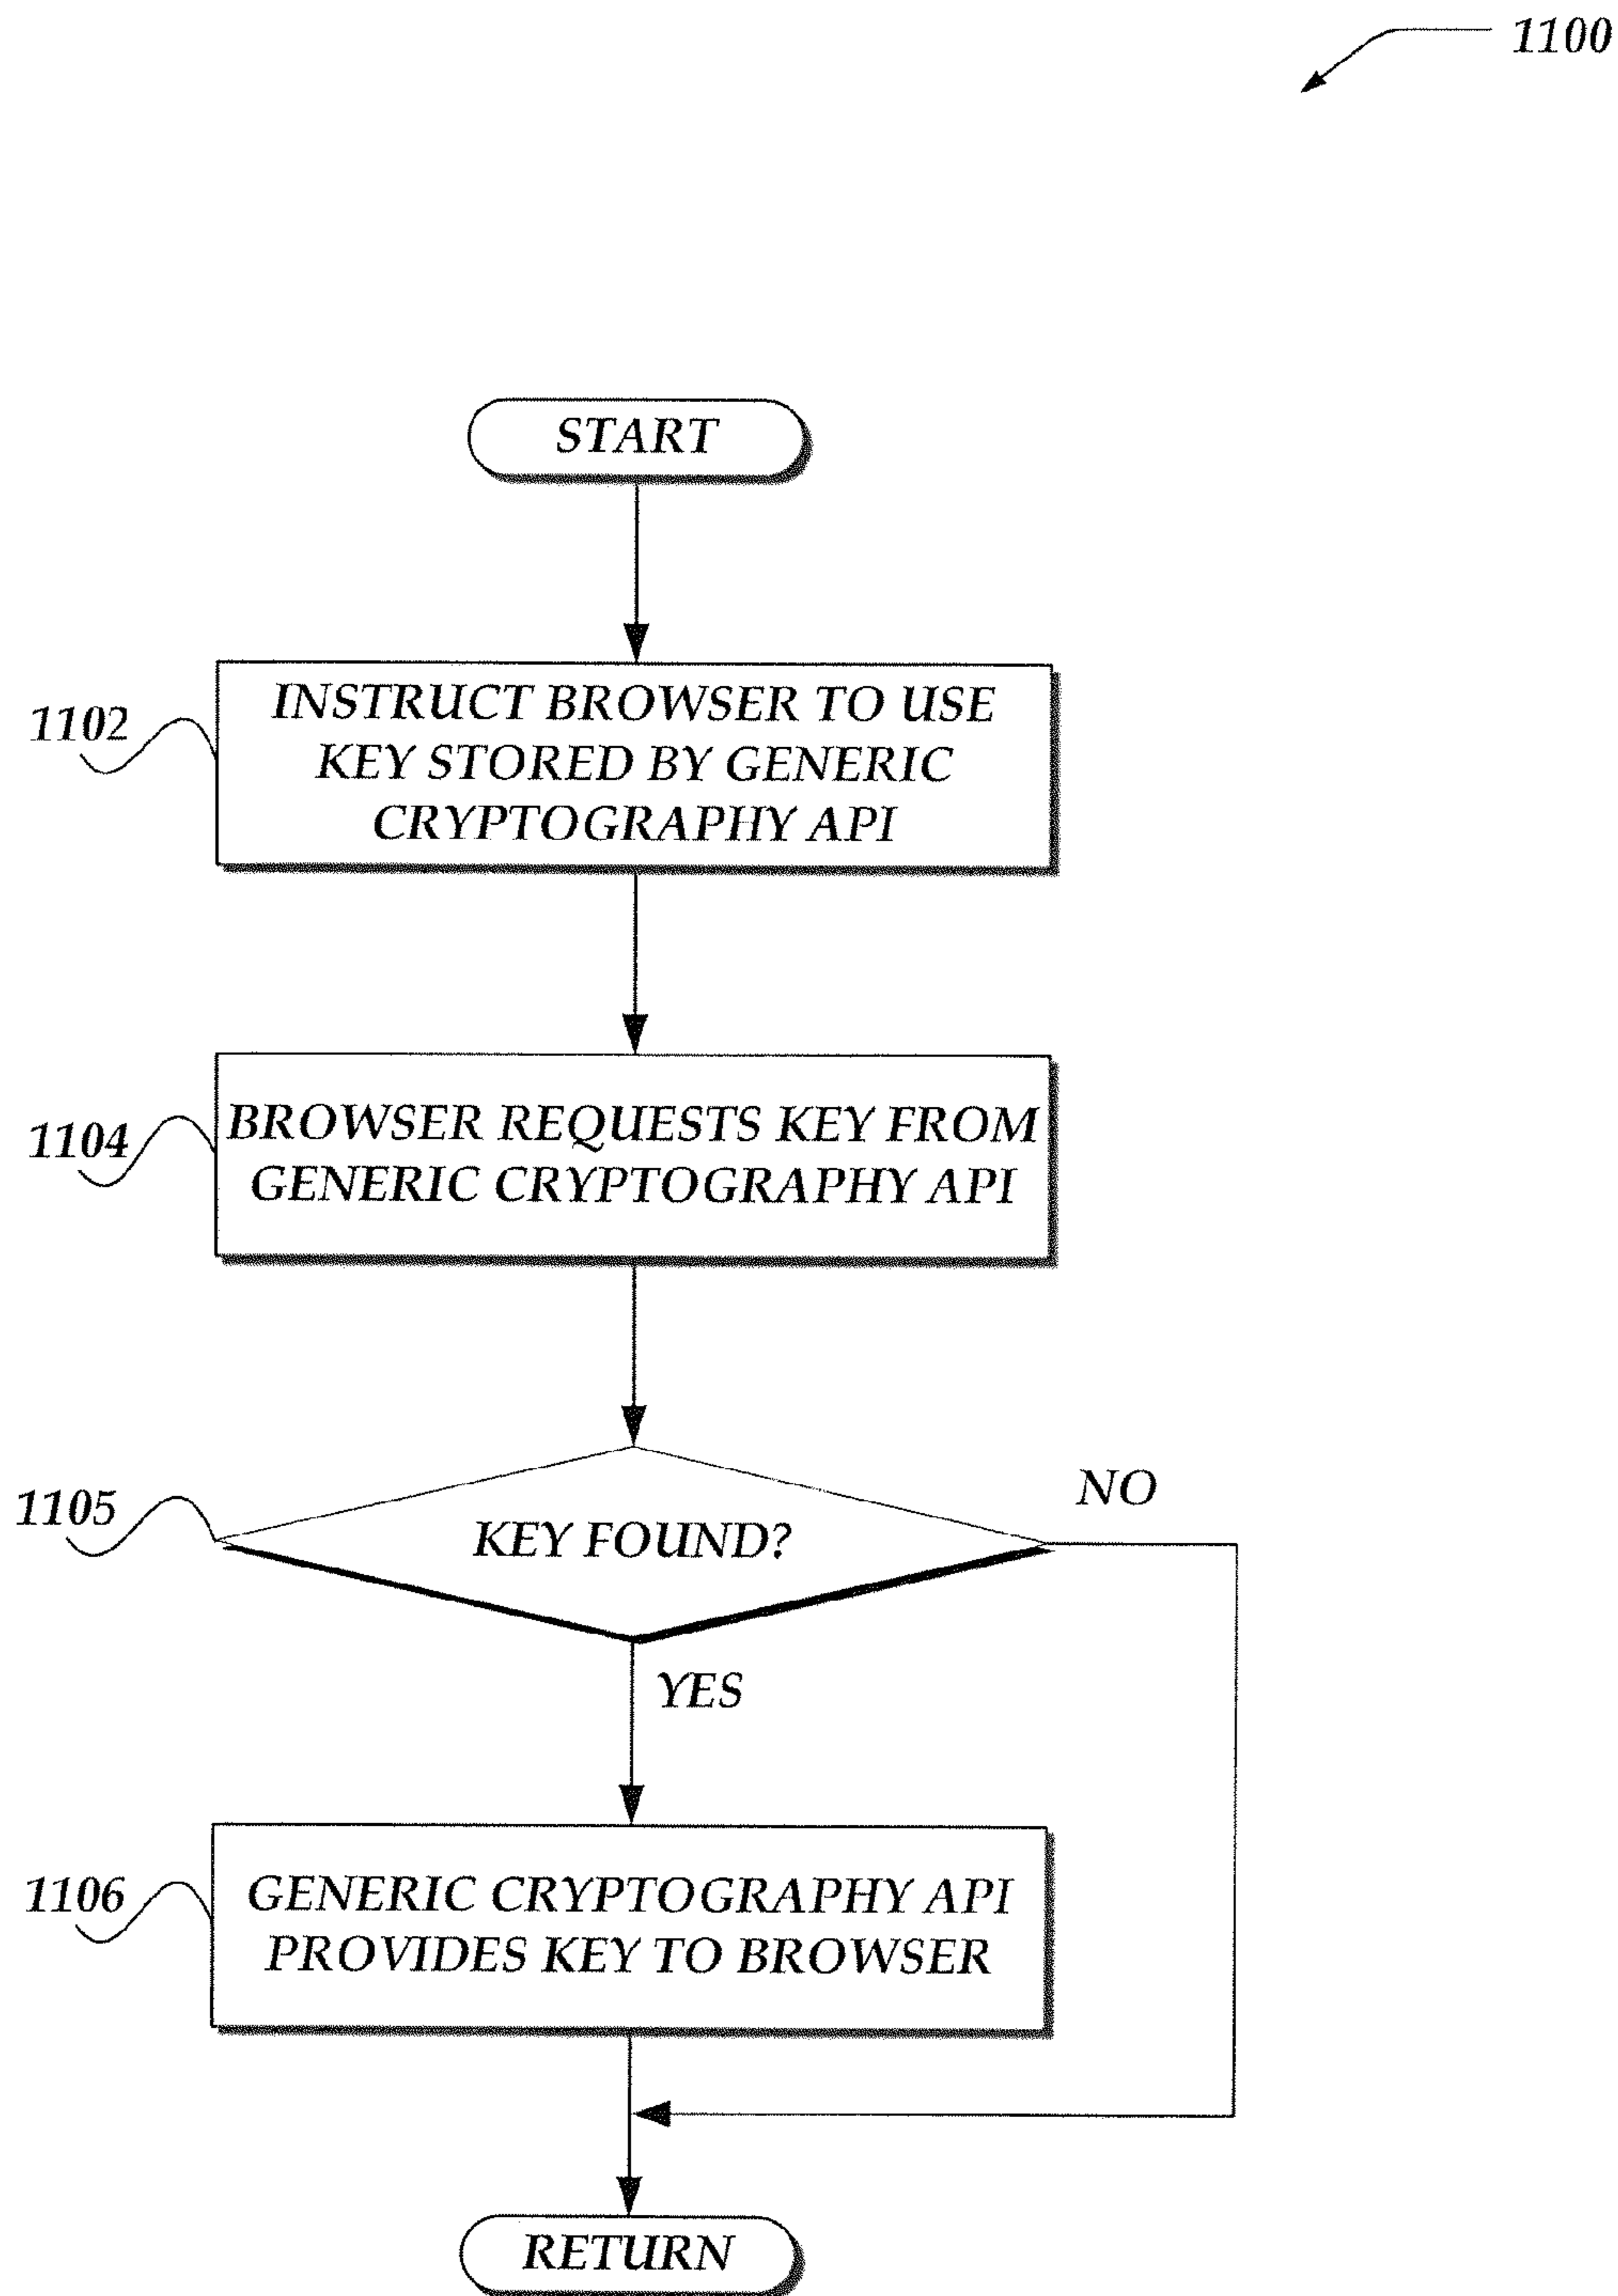 1100
START
1102
INSTRUCT BROWSER TO USE
KEY STORED BY GENERIC
CRYPTOGRAPHY API
1104
BROWSER REQUESTS KEY FROM
GENERIC CRYPTOGRAPHY API
1105
KEY FOUND?
NO
YES
1106
GENERIC CRYPTOGRAPHY API
PROVIDES KEY TO BROWSER
RETURN